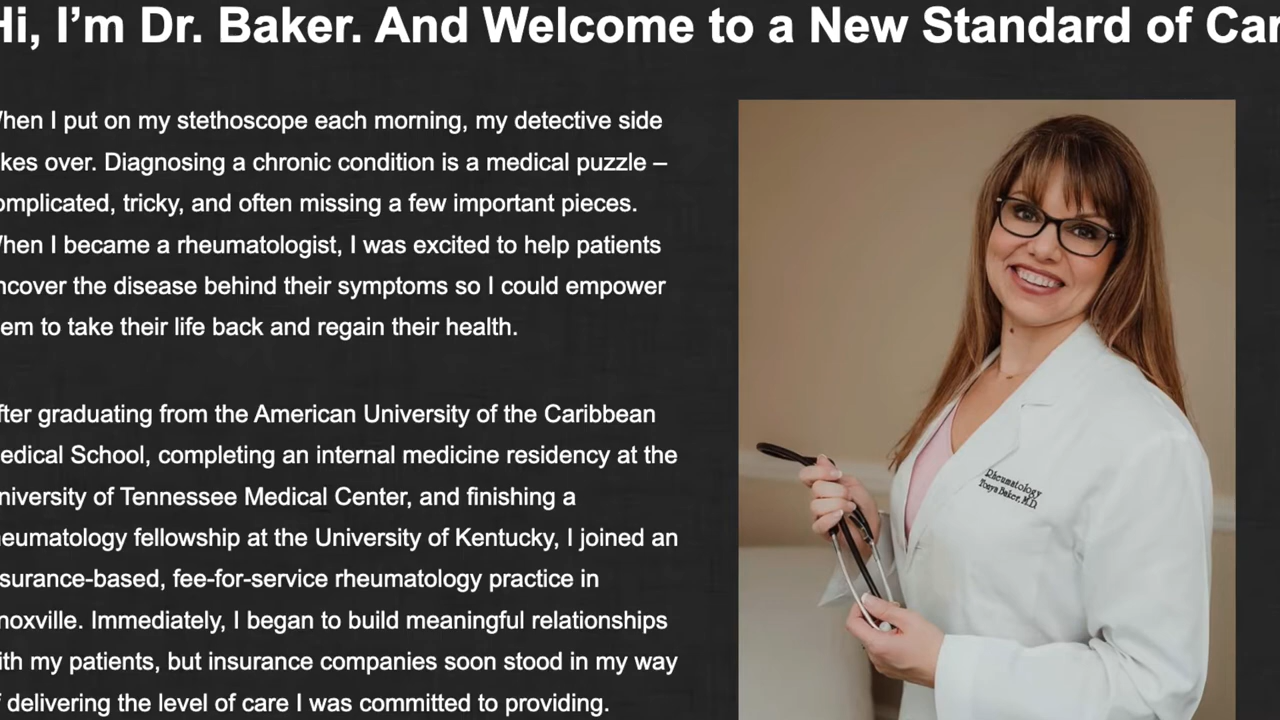 Hi, I'm Dr. Baker. And Welcome to a New Standard of Car
When I put on my stethoscope each morning, my detective side
kes over. Diagnosing a chronic condition is a medical puzzle –
omplicated, tricky, and often missing a few important pieces.
When I became a rheumatologist, I was excited to help patients
ncover the disease behind their symptoms so I could empower
em to take their life back and regain their health.
fter graduating from the American University of the Caribbean
edical School, completing an internal medicine residency at the
niversity of Tennessee Medical Center, and finishing a
eumatology fellowship at the University of Kentucky, I joined an
surance-based, fee-for-service rheumatology practice in
noxville. Immediately, I began to build meaningful relationships
ith my patients, but insurance companies soon stood in my way
f delivering the level of care I was committed to providing.
Rheumatology
Tonya Baker, M.D.